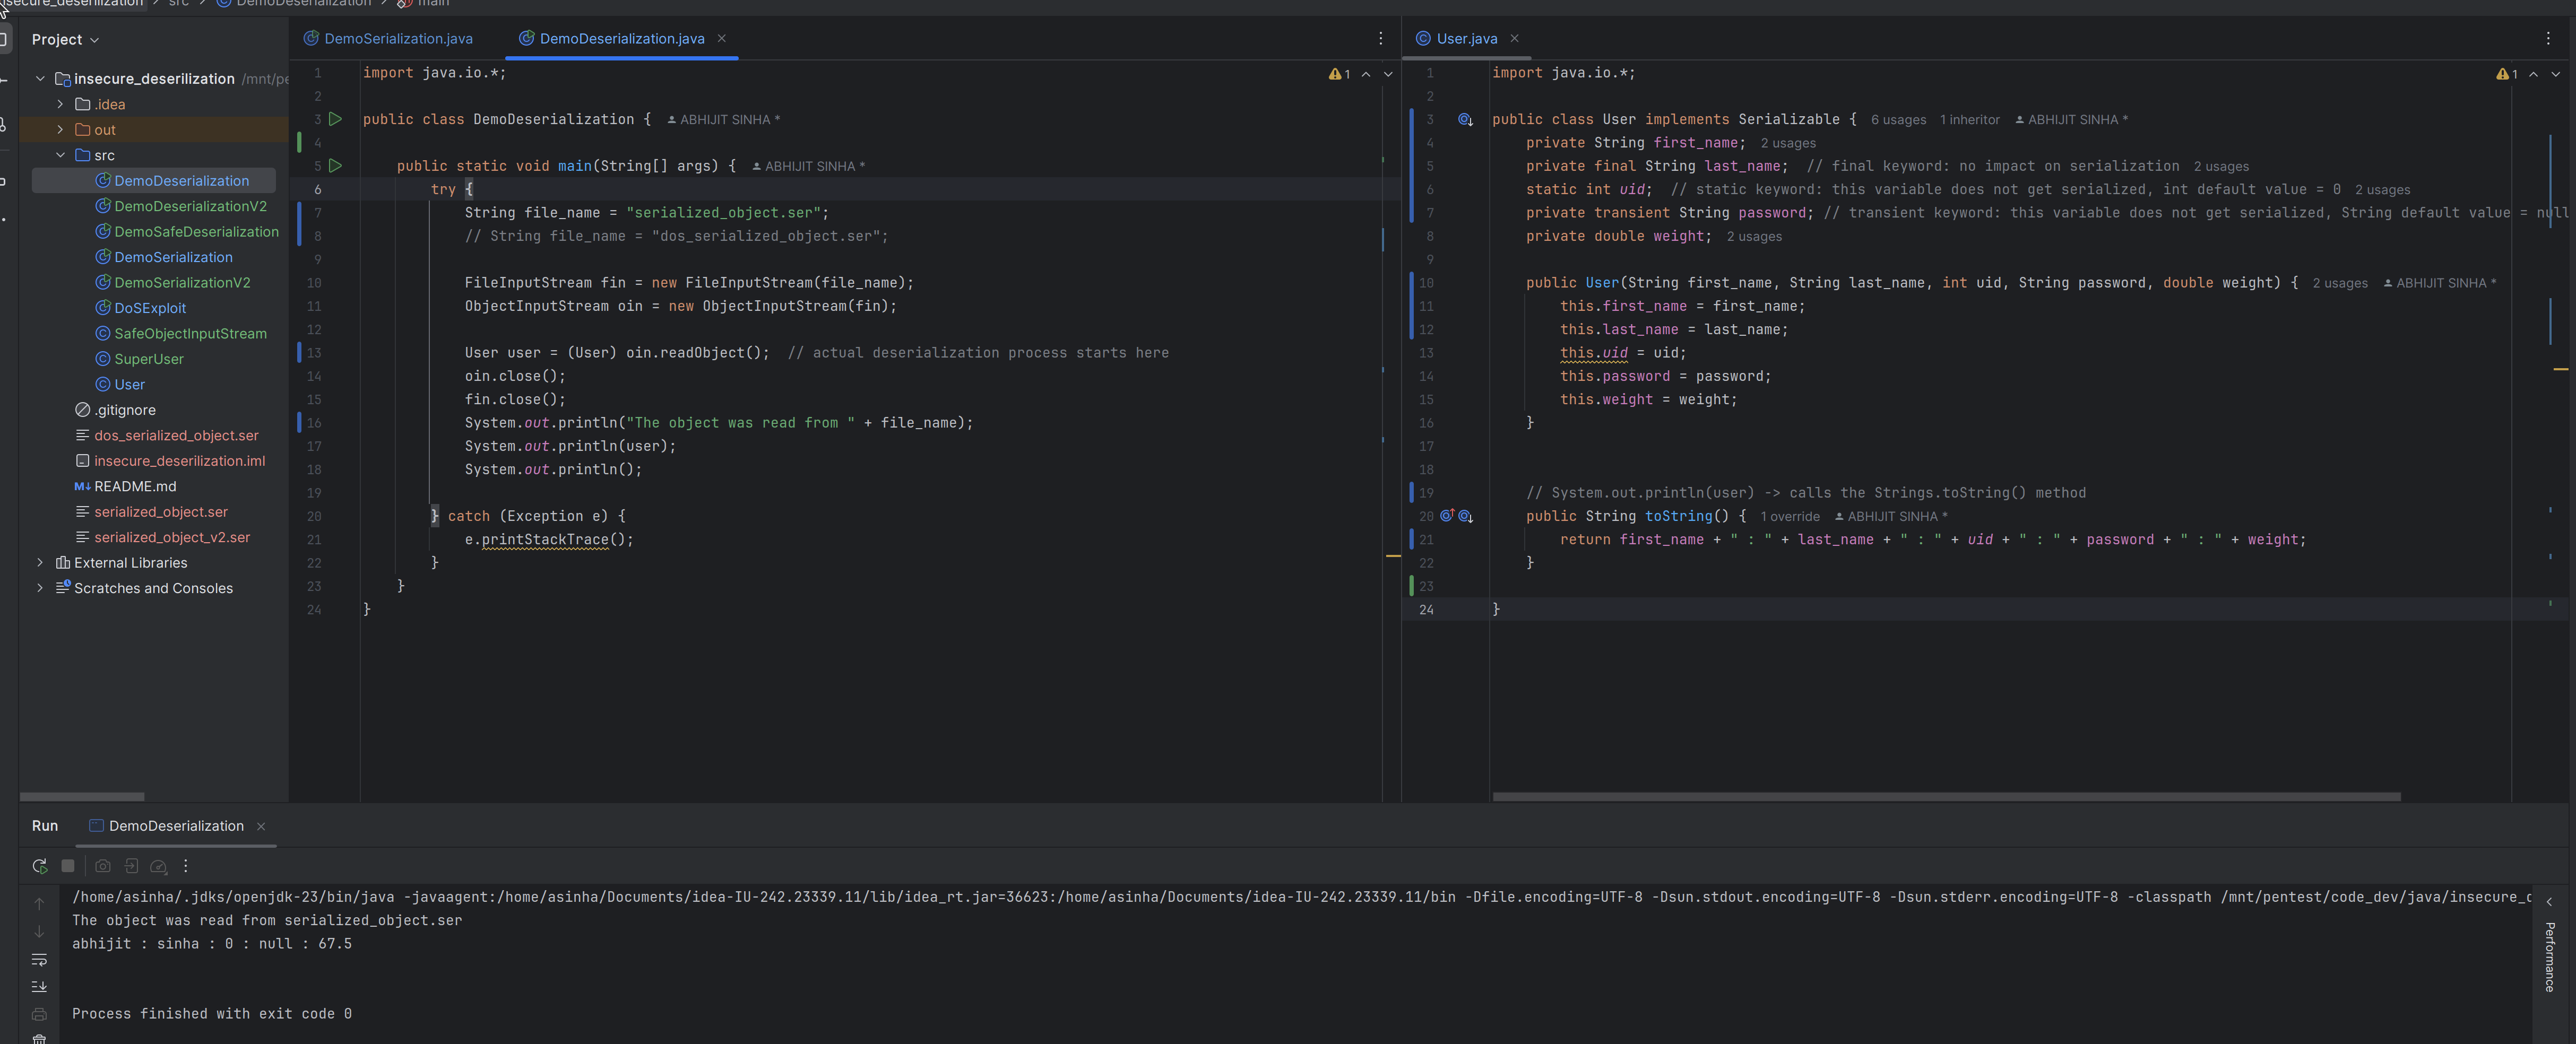 insecure_deserilization > src > DemoDeserialization > main
Project
insecure_deserilization /mnt/pe
.idea
out
src
DemoDeserialization
DemoDeserializationV2
DemoSafeDeserialization
DemoSerialization
DemoSerializationV2
DoSExploit
SafeObjectInputStream
SuperUser
User
.gitignore
dos_serialized_object.ser
insecure_deserilization.iml
README.md
serialized_object.ser
serialized_object_v2.ser
External Libraries
Scratches and Consoles
DemoSerialization.java DemoDeserialization.java
1 import java.io.*; 1
2
3 public class DemoDeserialization { ABHIJIT SINHA *
4
5 public static void main(String[] args) { ABHIJIT SINHA *
6 try {
7 String file_name = "serialized_object.ser";
8 // String file_name = "dos_serialized_object.ser";
9
10 FileInputStream fin = new FileInputStream(file_name);
11 ObjectInputStream oin = new ObjectInputStream(fin);
12
13 User user = (User) oin.readObject(); // actual deserialization process starts here
14 oin.close();
15 fin.close();
16 System.out.println("The object was read from " + file_name);
17 System.out.println(user);
18 System.out.println();
19
20 } catch (Exception e) {
21 e.printStackTrace();
22 }
23 }
24 }
User.java
1 import java.io.*; 1
2
3 public class User implements Serializable { 6 usages 1 inheritor ABHIJIT SINHA *
4 private String first_name; 2 usages
5 private final String last_name; // final keyword: no impact on serialization 2 usages
6 static int uid; // static keyword: this variable does not get serialized, int default value = 0 2 usages
7 private transient String password; // transient keyword: this variable does not get serialized, String default value = null
8 private double weight; 2 usages
9
10 public User(String first_name, String last_name, int uid, String password, double weight) { 2 usages ABHIJIT SINHA *
11 this.first_name = first_name;
12 this.last_name = last_name;
13 this.uid = uid;
14 this.password = password;
15 this.weight = weight;
16 }
17
18
19 // System.out.println(user) -> calls the Strings.toString() method
20 public String toString() { 1 override ABHIJIT SINHA *
21 return first_name + " : " + last_name + " : " + uid + " : " + password + " : " + weight;
22 }
23
24 }
Run DemoDeserialization
/home/asinha/.jdks/openjdk-23/bin/java -javaagent:/home/asinha/Documents/idea-IU-242.23339.11/lib/idea_rt.jar=36623:/home/asinha/Documents/idea-IU-242.23339.11/bin -Dfile.encoding=UTF-8 -Dsun.stdout.encoding=UTF-8 -Dsun.stderr.encoding=UTF-8 -classpath /mnt/pentest/code_dev/java/insecure_d
The object was read from serialized_object.ser
abhijit : sinha : 0 : null : 67.5
Process finished with exit code 0
Performance